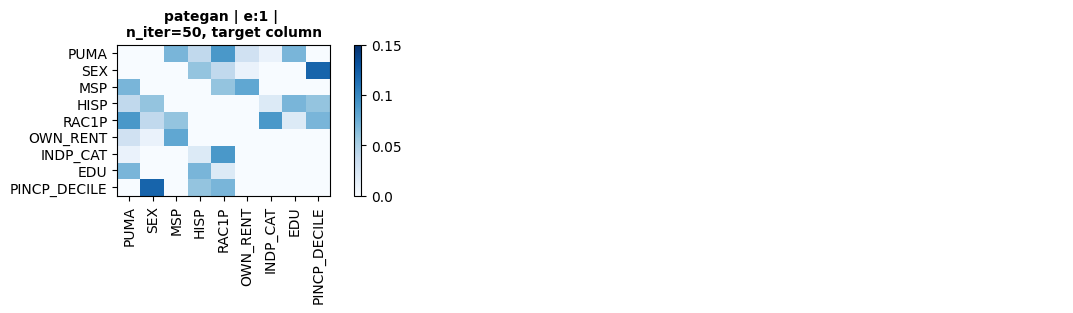 pategan | e:1 |
n_iter=50, target column
PUMA
SEX
MSP
HISP
RAC1P
OWN_RENT
INDP_CAT
EDU
PINCP_DECILE
PUMA
SEX
MSP
HISP
RAC1P
OWN_RENT
INDP_CAT
EDU
PINCP_DECILE
0.15
0.1
0.05
0.0